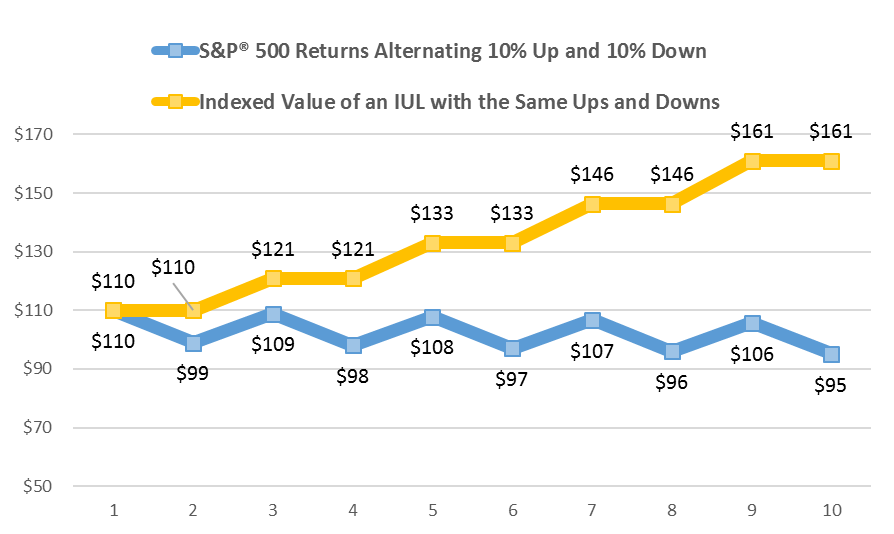 S&P® 500 Returns Alternating 10% Up and 10% Down
Indexed Value of an IUL with the Same Ups and Downs
$170
$161 $161
$150
$146 $146
$133 $133
$130
$121 $121
$110 $110
$110
$110 $109 $108 $107 $106
$99 $98 $97 $96 $95
$90
$70
$50
1 2 3 4 5 6 7 8 9 10